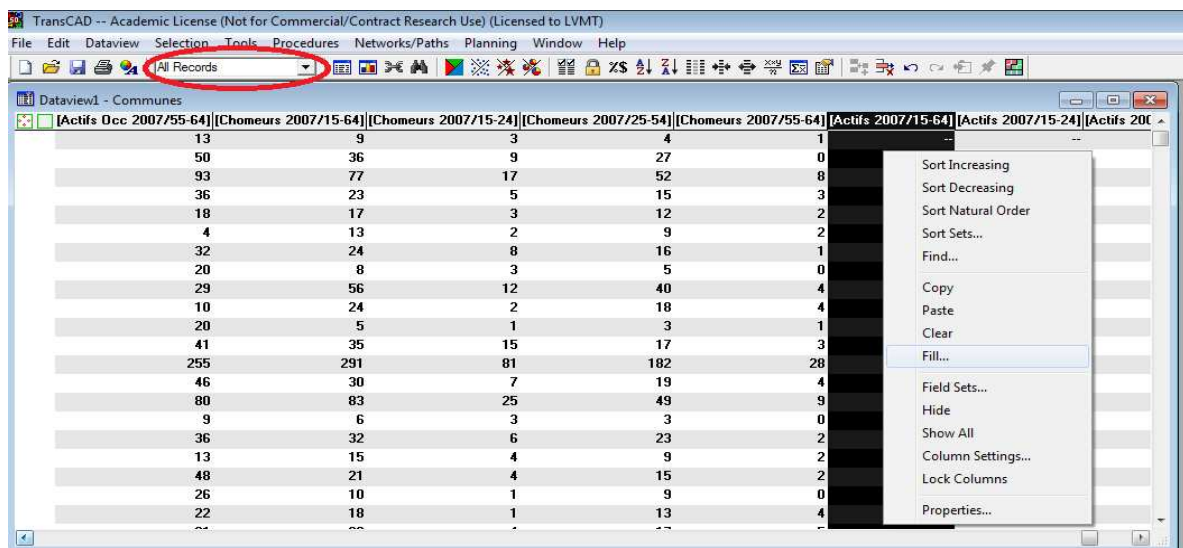 TransCAD -- Academic License (Not for Commercial/Contract Research Use) (Licensed to LVMT)
File Edit Dataview Selection Tools Procedures Networks/Paths Planning Window Help
All Records
Dataview1 - Communes
[Actifs Occ 2007/55-64] [Chomeurs 2007/15-64] [Chomeurs 2007/15-24] [Chomeurs 2007/25-54] [Chomeurs 2007/55-64] [Actifs 2007/15-64] [Actifs 2007/15-24] [Actifs 200
13 9 3 4 1 -- --
50 36 9 27 0
93 77 17 52 8
36 23 5 15 3
18 17 3 12 2
4 13 2 9 2
32 24 8 16 1
20 8 3 5 0
29 56 12 40 4
10 24 2 18 4
20 5 1 3 1
41 35 15 17 3
255 291 81 182 28
46 30 7 19 4
80 83 25 49 9
9 6 3 3 0
36 32 6 23 2
13 15 4 9 2
48 21 4 15 2
26 10 1 9 0
22 18 1 13 4
Sort Increasing
Sort Decreasing
Sort Natural Order
Sort Sets...
Find...
Copy
Paste
Clear
Fill...
Field Sets...
Hide
Show All
Column Settings...
Lock Columns
Properties...